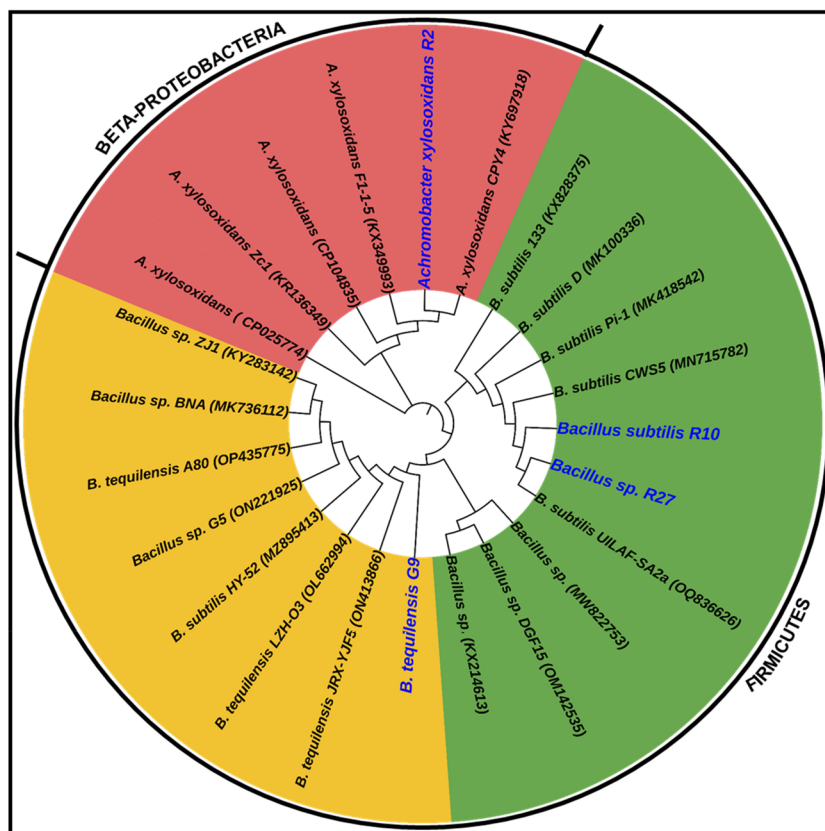 BETA-PROTEOBACTERIA
Achromobacter xylosoxidans R2
A. xylosoxidans CPY4 (KY697918)
B. subtilis 133 (KX828375)
B. subtilis D (MK100336)
B. subtilis Pi-1 (MK418542)
B. subtilis CWS5 (MN715782)
Bacillus subtilis R10
Bacillus sp. R27
B. subtilis UILAF-SA2a (OQ836626)
Bacillus sp. (MW822753)
Bacillus sp. DGF15 (OM142535)
Bacillus sp. (KX214613)
FIRMICUTES
B. tequilensis G9
B. tequilensis JRX-YJF5 (ON413866)
B. tequilensis LZH-O3 (OL662994)
B. subtilis HY-52 (MZ895413)
Bacillus sp. G5 (ON221925)
B. tequilensis A80 (OP435775)
Bacillus sp. BNA (MK736112)
Bacillus sp. ZJ1 (KY283142)
A. xylosoxidans ( CP025774)
A. xylosoxidans Zc1 (KR136349)
A. xylosoxidans (CP104835)
A. xylosoxidans F1-1-5 (KX349993)